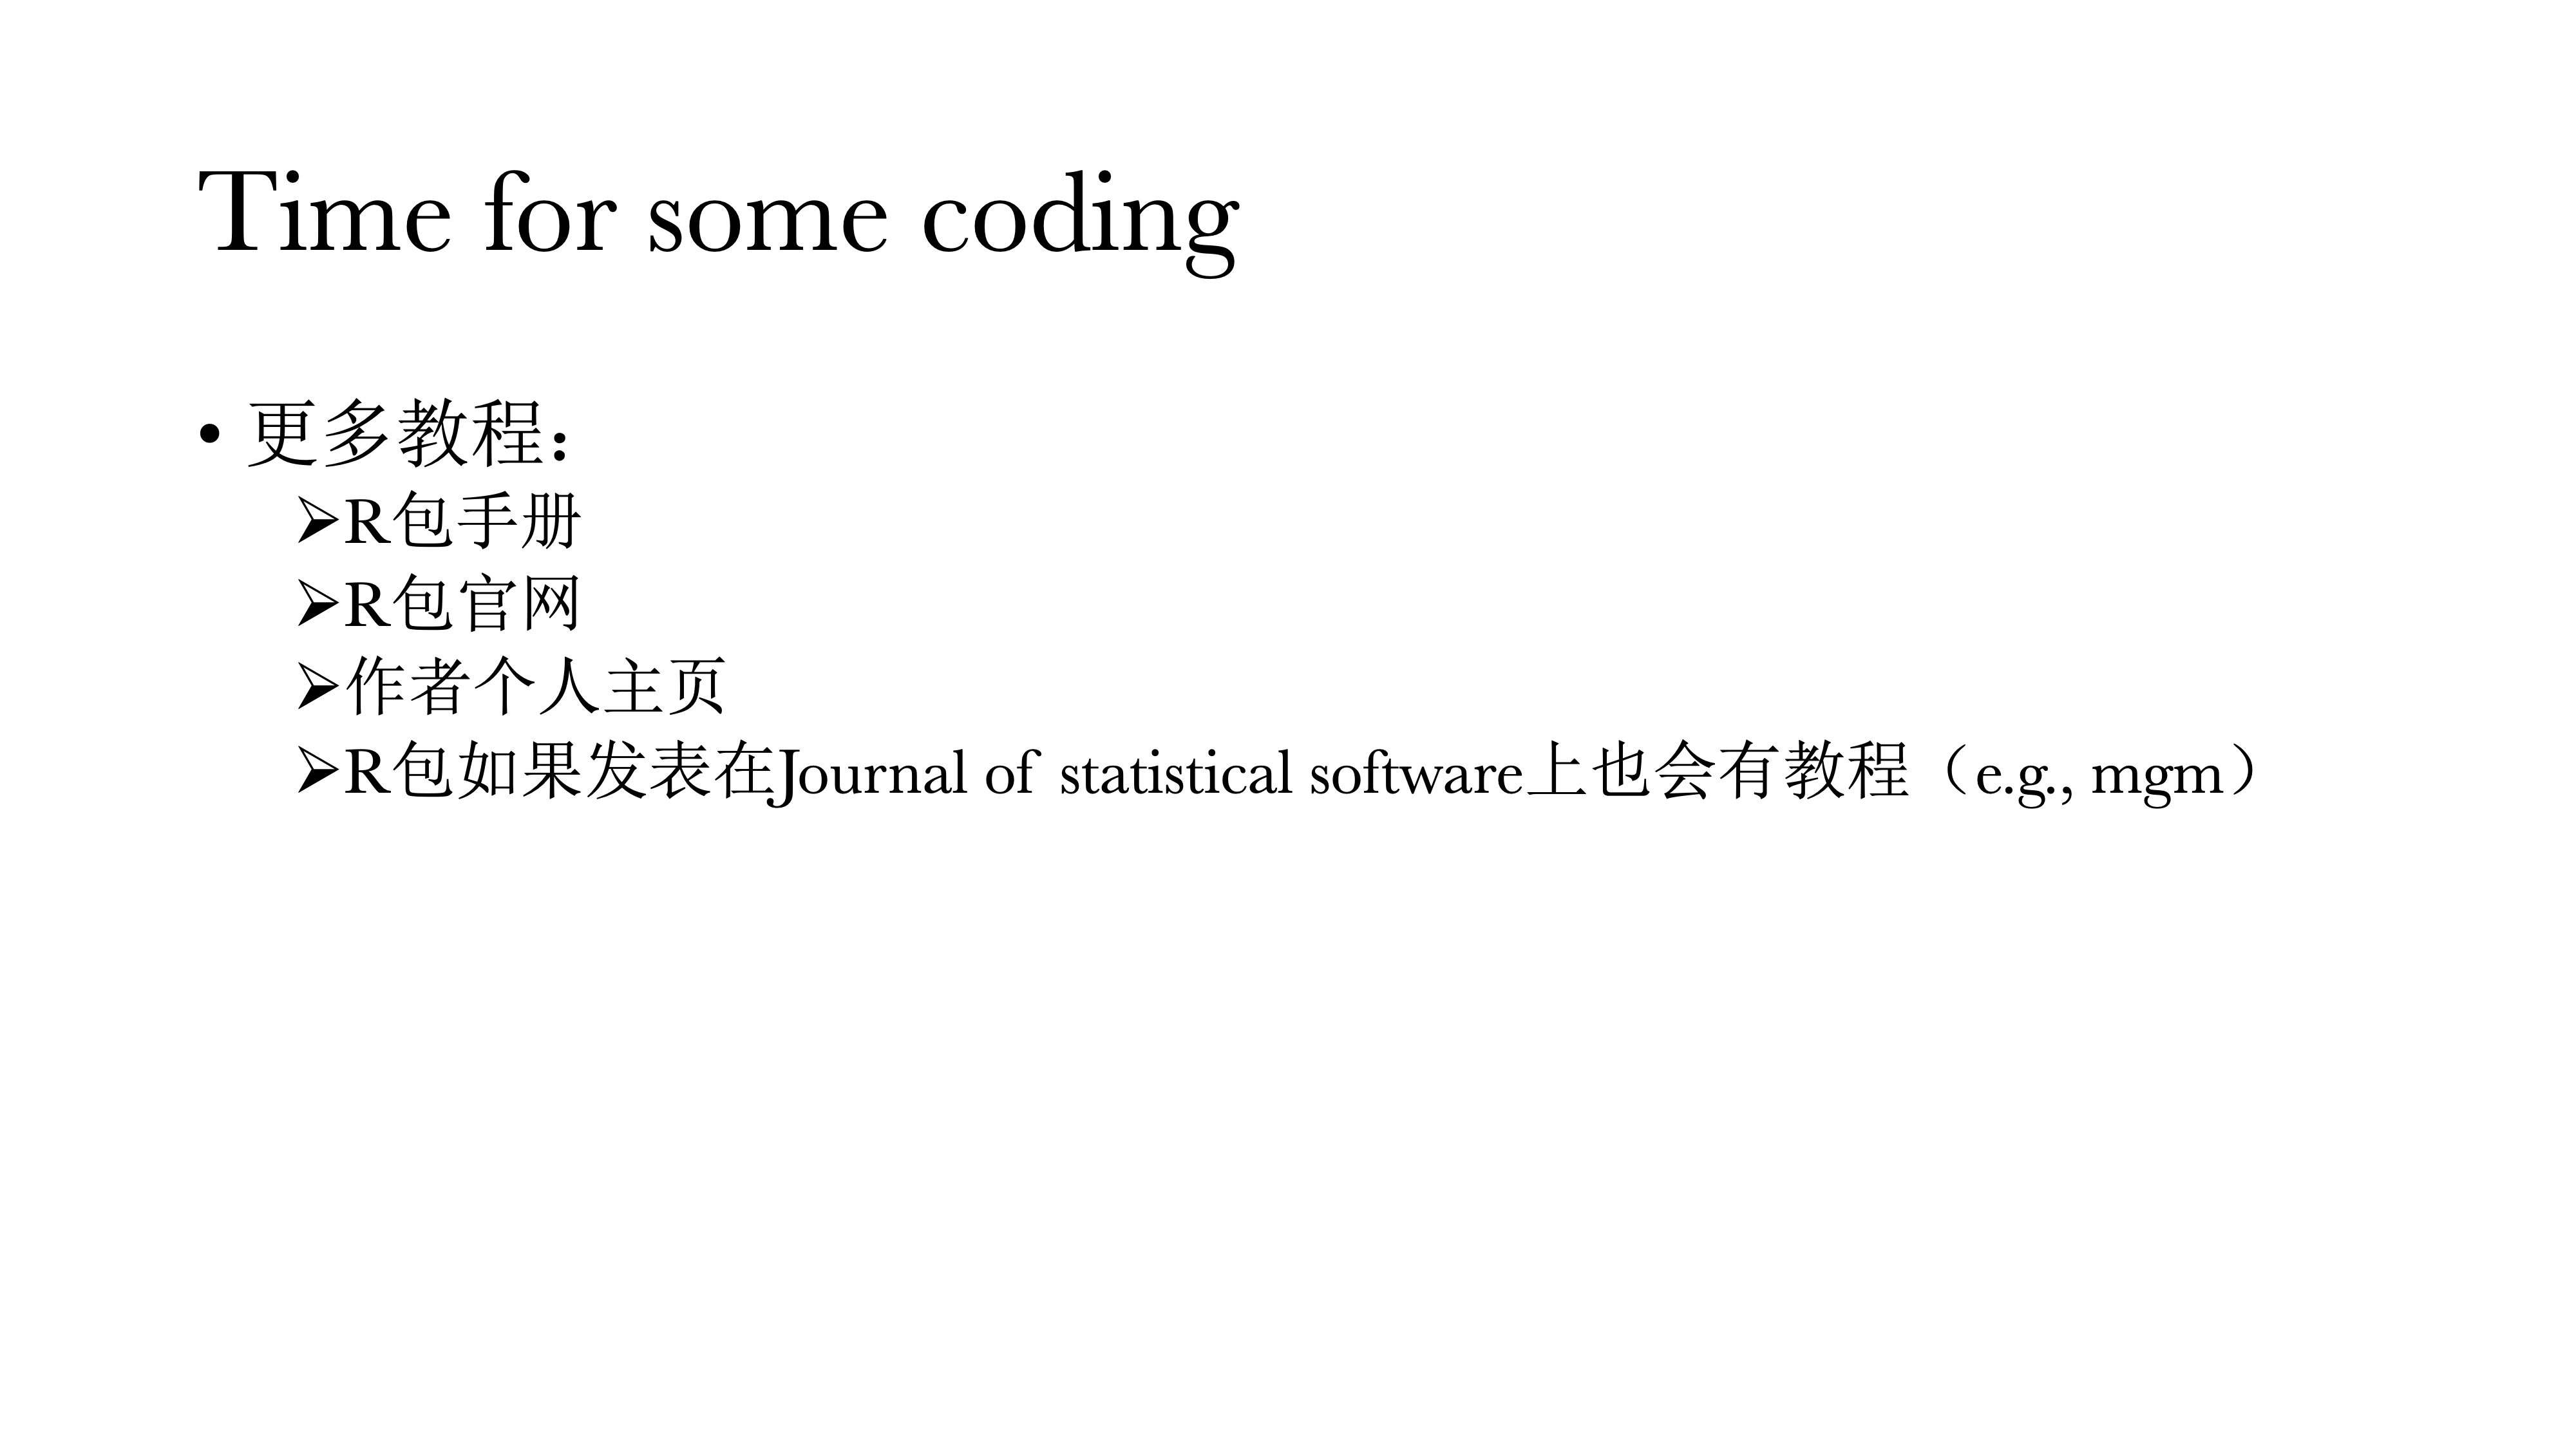 Time for some coding
• 更多教程：
➢R包手册
➢R包官网
➢作者个人主页
➢R包如果发表在Journal of statistical software上也会有教程（e.g., mgm）